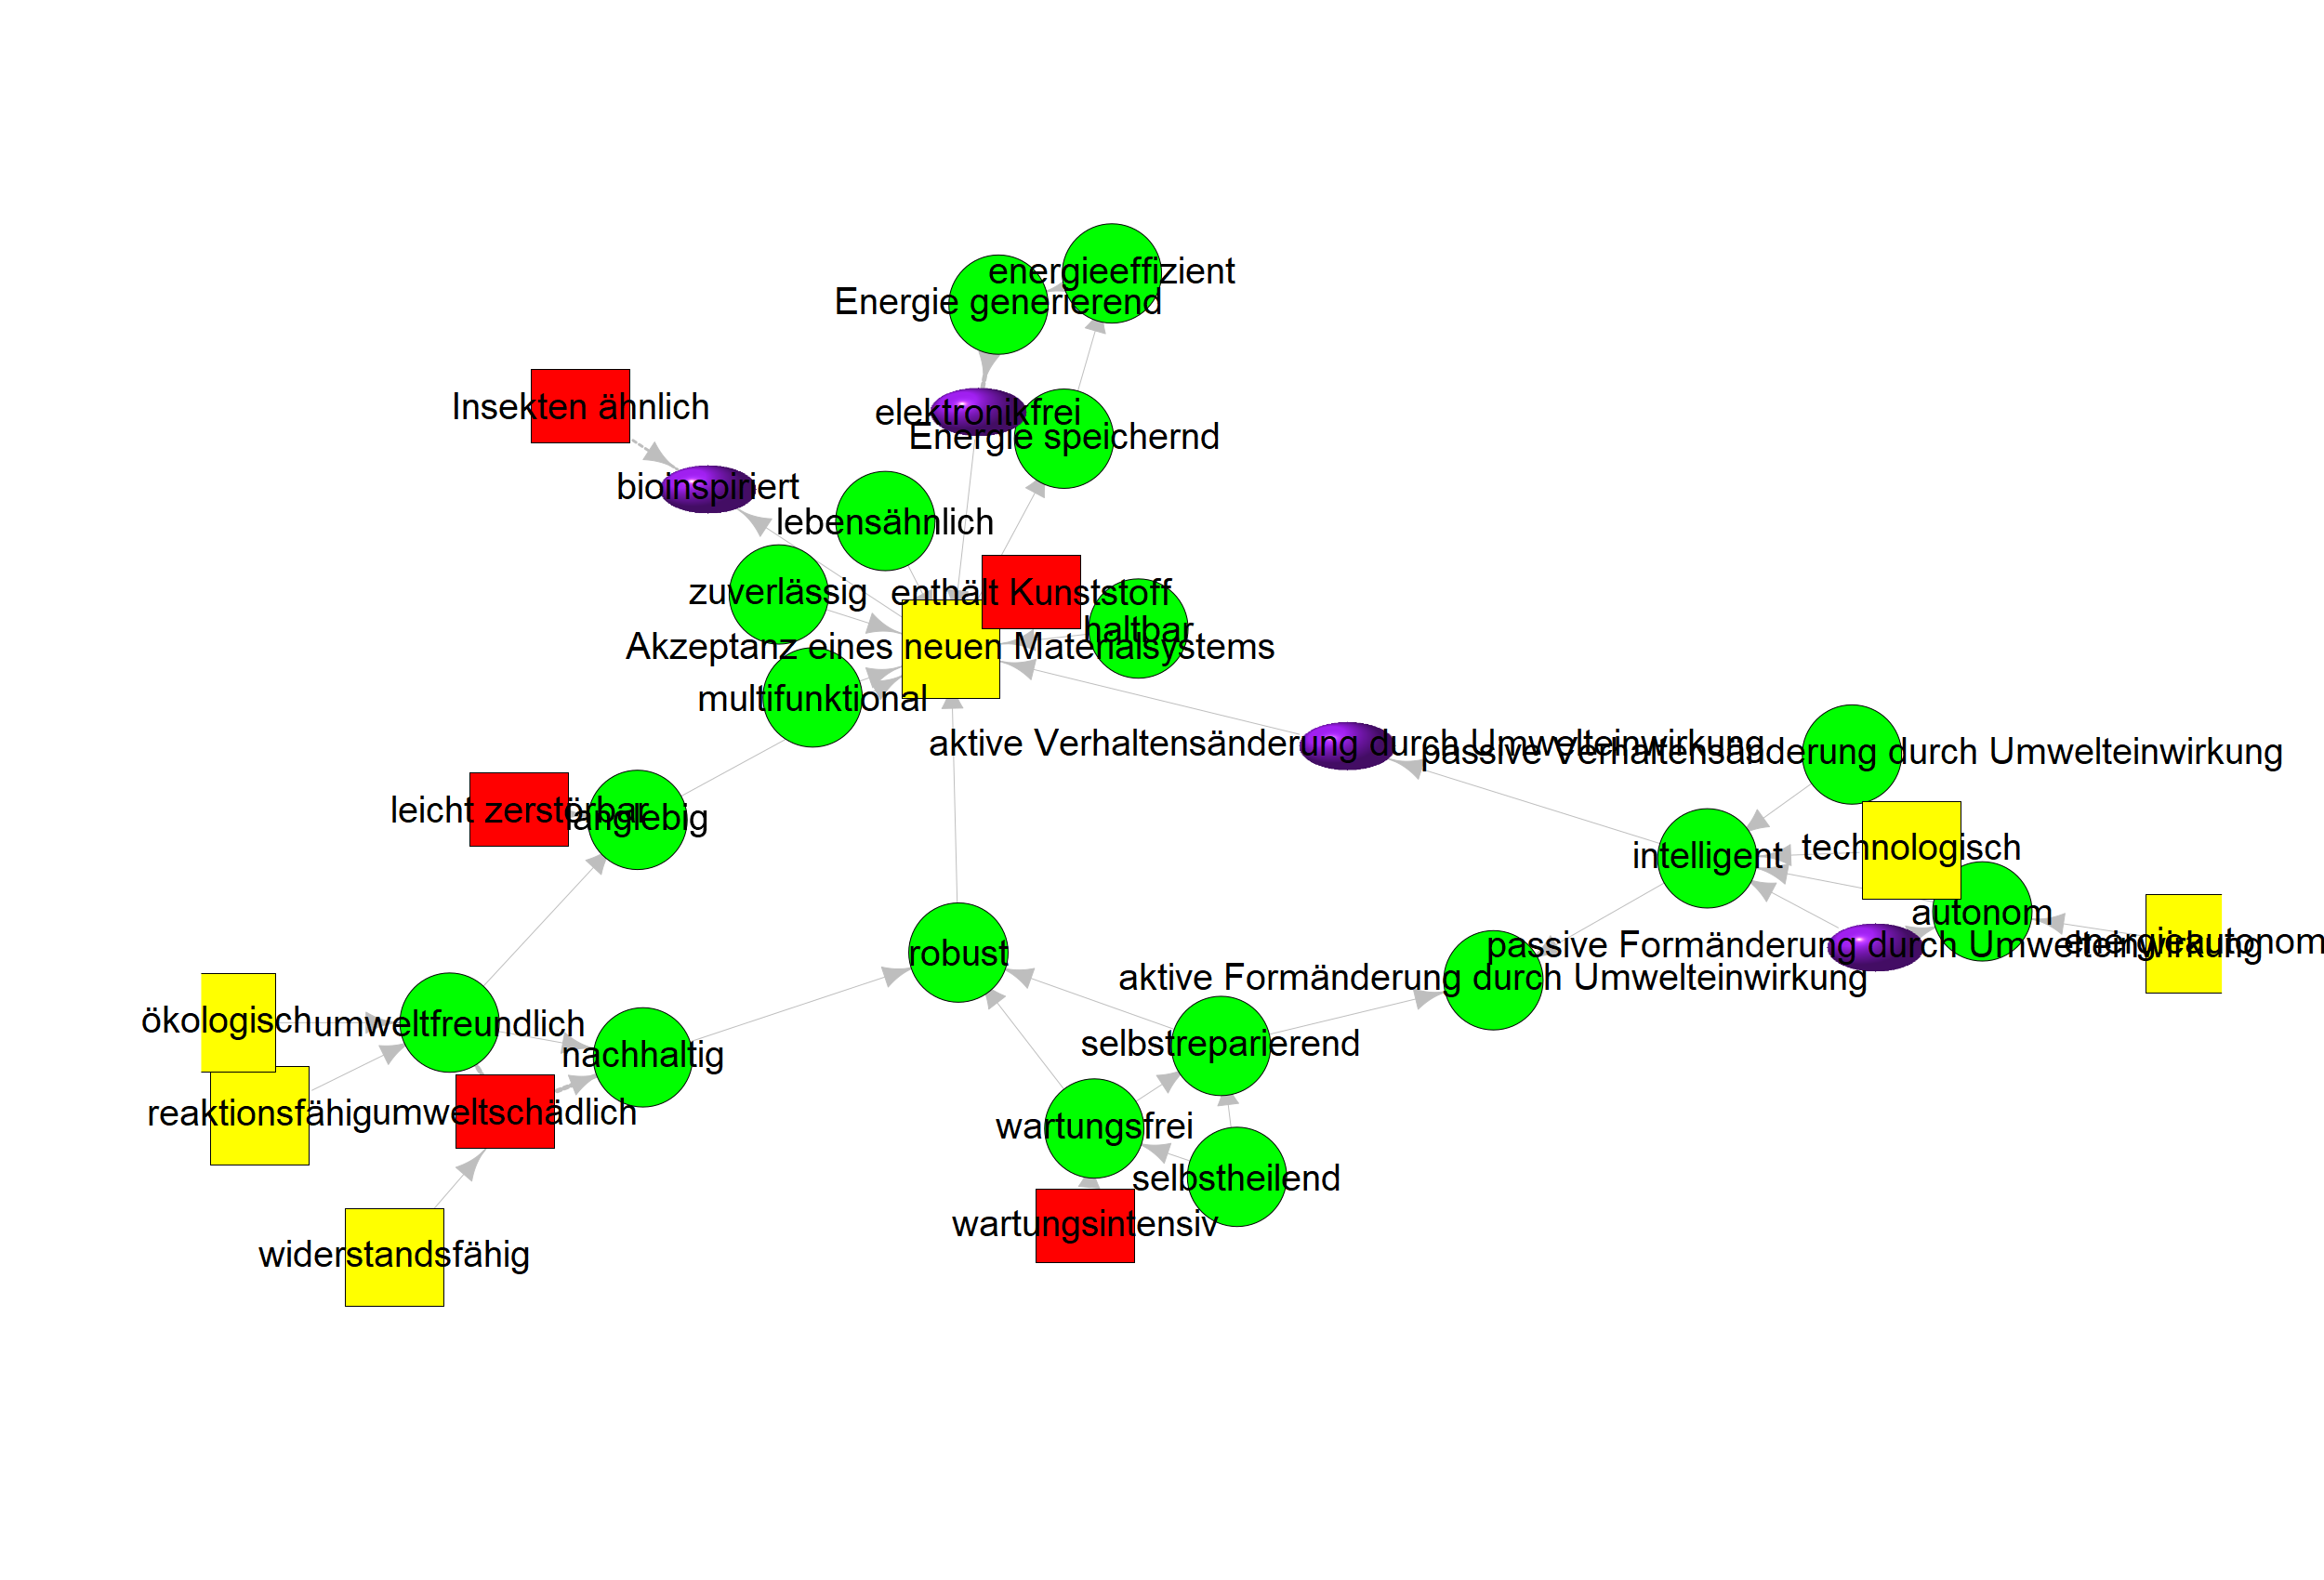 energieeffizient
Energie generierend
Insekten ähnlich
elektronikfrei
Energie speichernd
bioinspiriert
lebensähnlich
zuverlässig
enthält Kunststoff
haltbar
Akzeptanz eines neuen Materialsystems
multifunktional
aktive Verhaltensänderung durch Umwelteinwirkung
passive Verhaltensänderung durch Umwelteinwirkung
leicht zerstörbar
langlebig
intelligent
technologisch
autonom
energieautonom
passive Formänderung durch Umwelteinwirkung
robust
aktive Formänderung durch Umwelteinwirkung
ökologisch
umweltfreundlich
selbstreparierend
nachhaltig
reaktionsfähig
umweltschädlich
wartungsfrei
selbstheilend
wartungsintensiv
widerstandsfähig